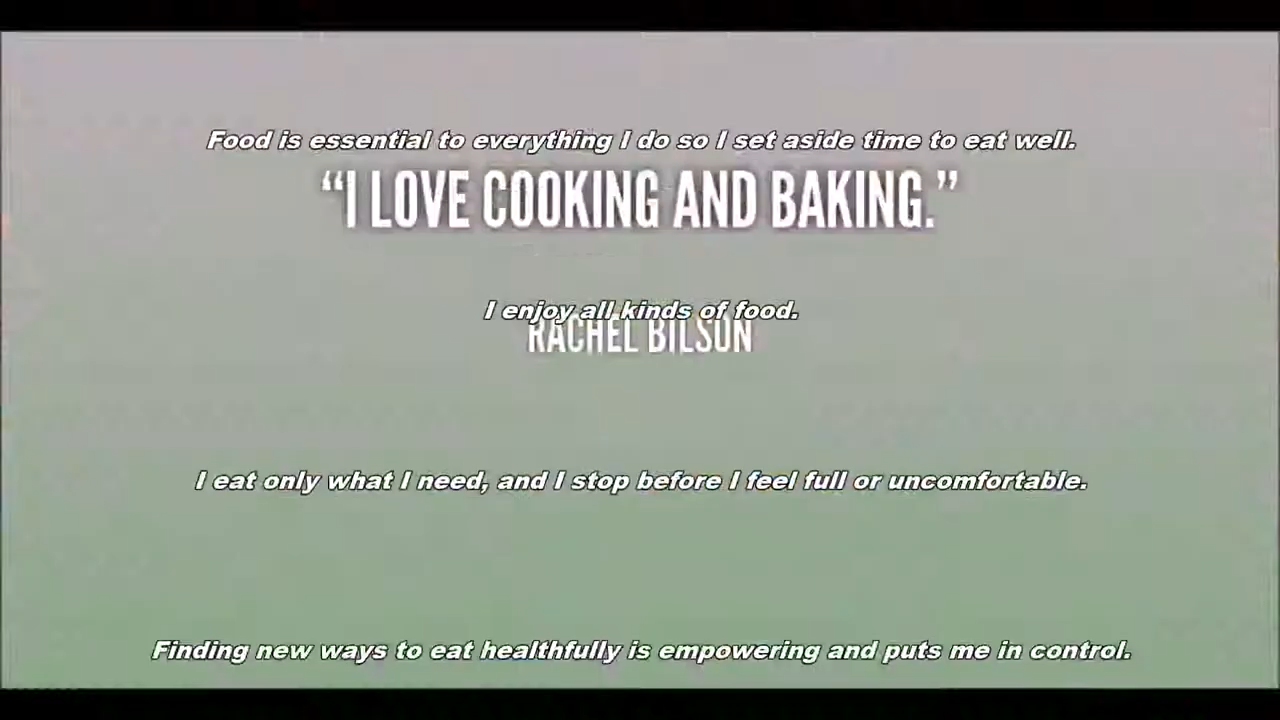 Food is essential to everything I do so I set aside time to eat well.
“I LOVE COOKING AND BAKING.”
I enjoy all kinds of food.
RACHEL BILSON
I eat only what I need, and I stop before I feel full or uncomfortable.
Finding new ways to eat healthfully is empowering and puts me in control.